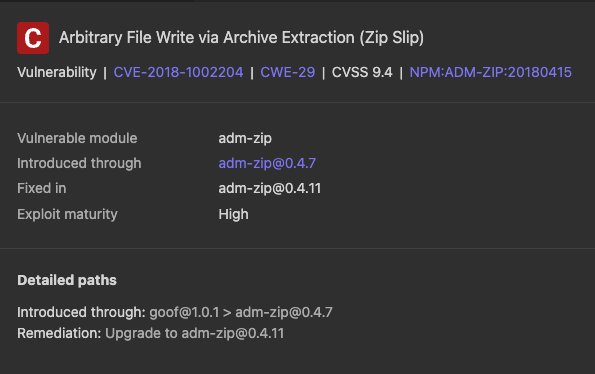 C Arbitrary File Write via Archive Extraction (Zip Slip)
Vulnerability | CVE-2018-1002204 | CWE-29 | CVSS 9.4 | NPM:ADM-ZIP:20180415
Vulnerable module adm-zip
Introduced through adm-zip@0.4.7
Fixed in adm-zip@0.4.11
Exploit maturity High
Detailed paths
Introduced through: goof@1.0.1 > adm-zip@0.4.7
Remediation: Upgrade to adm-zip@0.4.11